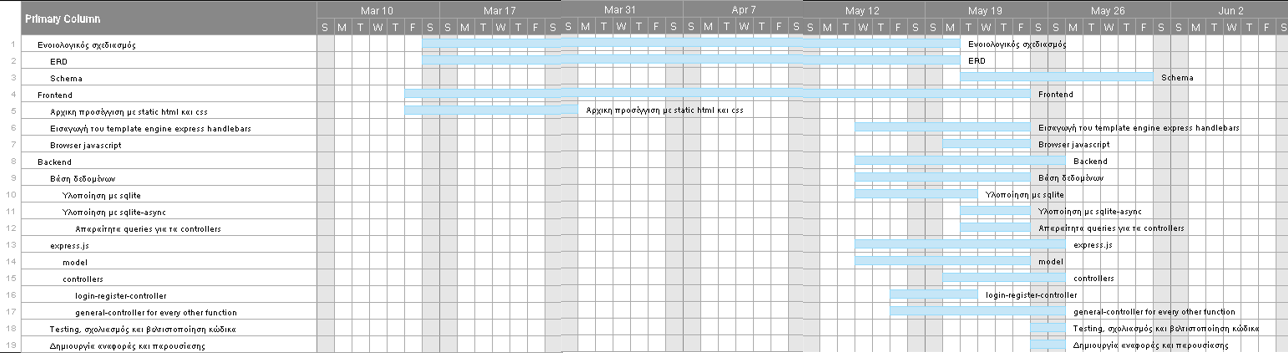 Primary Column Mar 10 Mar 17 Mar 31 Apr 7 May 12 May 19 May 26 Jun 2
S M T W T F S S M T W T F S S M T W T F S S M T W T F S S M T W T F S S M T W T F S S M T W T F S S M T W T F S
1 Ενοιολογικός σχεδιασμός Ενοιολογικός σχεδιασμός
2 ERD ERD
3 Schema Schema
4 Frontend Frontend
5 Αρχικη προσέγγιση με static html και css Αρχικη προσέγγιση με static html και css
6 Εισαγωγή του template engine express handlebars Εισαγωγή του template engine express handlebars
7 Browser javascript Browser javascript
8 Backend Backend
9 Βάση δεδομένων Βάση δεδομένων
10 Υλοποίηση με sqlite Υλοποίηση με sqlite
11 Υλοποίηση με sqlite-async Υλοποίηση με sqlite-async
12 Απαραίτητα queries για τα controllers Απαραίτητα queries για τα controllers
13 express.js express.js
14 model model
15 controllers controllers
16 login-register-controller login-register-controller
17 general-controller for every other function general-controller for every other function
18 Testing, σχολιασμός και βελτιστοποίηση κώδικα Testing, σχολιασμός και βελτιστοποίηση κώδικα
19 Δημιουργία αναφοράς και παρουσίασης Δημιουργία αναφοράς και παρουσίασης